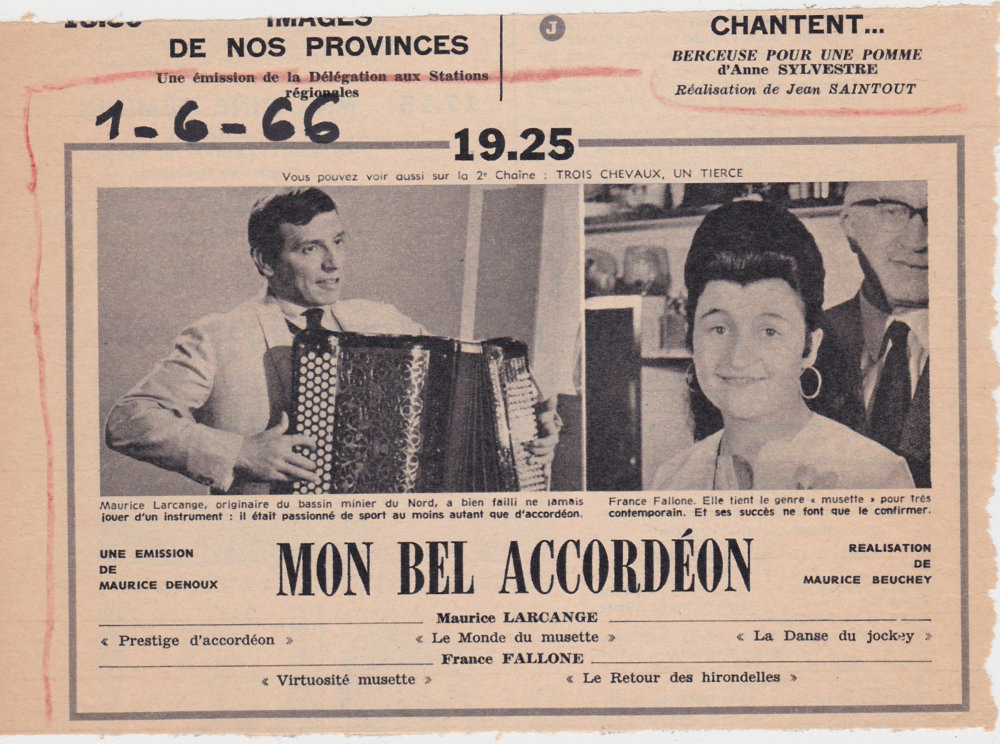 IMAGES
DE NOS PROVINCES
Une émission de la Délégation aux Stations
régionales
J
CHANTENT...
BERCEUSE POUR UNE POMME
d'Anne SYLVESTRE
Réalisation de Jean SAINTOUT
1-6-66
19.25
Vous pouvez voir aussi sur la 2e Chaîne : TROIS CHEVAUX, UN TIERCE
Maurice Larcange, originaire du bassin minier du Nord, a bien failli ne jamais
jouer d'un instrument : il était passionné de sport au moins autant que d'accordéon.
France Fallone. Elle tient le genre « musette » pour très
contemporain. Et ses succès ne font que le confirmer.
UNE EMISSION
DE
MAURICE DENOUX
MON BEL ACCORDÉON
REALISATION
DE
MAURICE BEUCHEY
Maurice LARCANGE
« Prestige d'accordéon » « Le Monde du musette » « La Danse du jockey »
France FALLONE
« Virtuosité musette » « Le Retour des hirondelles »